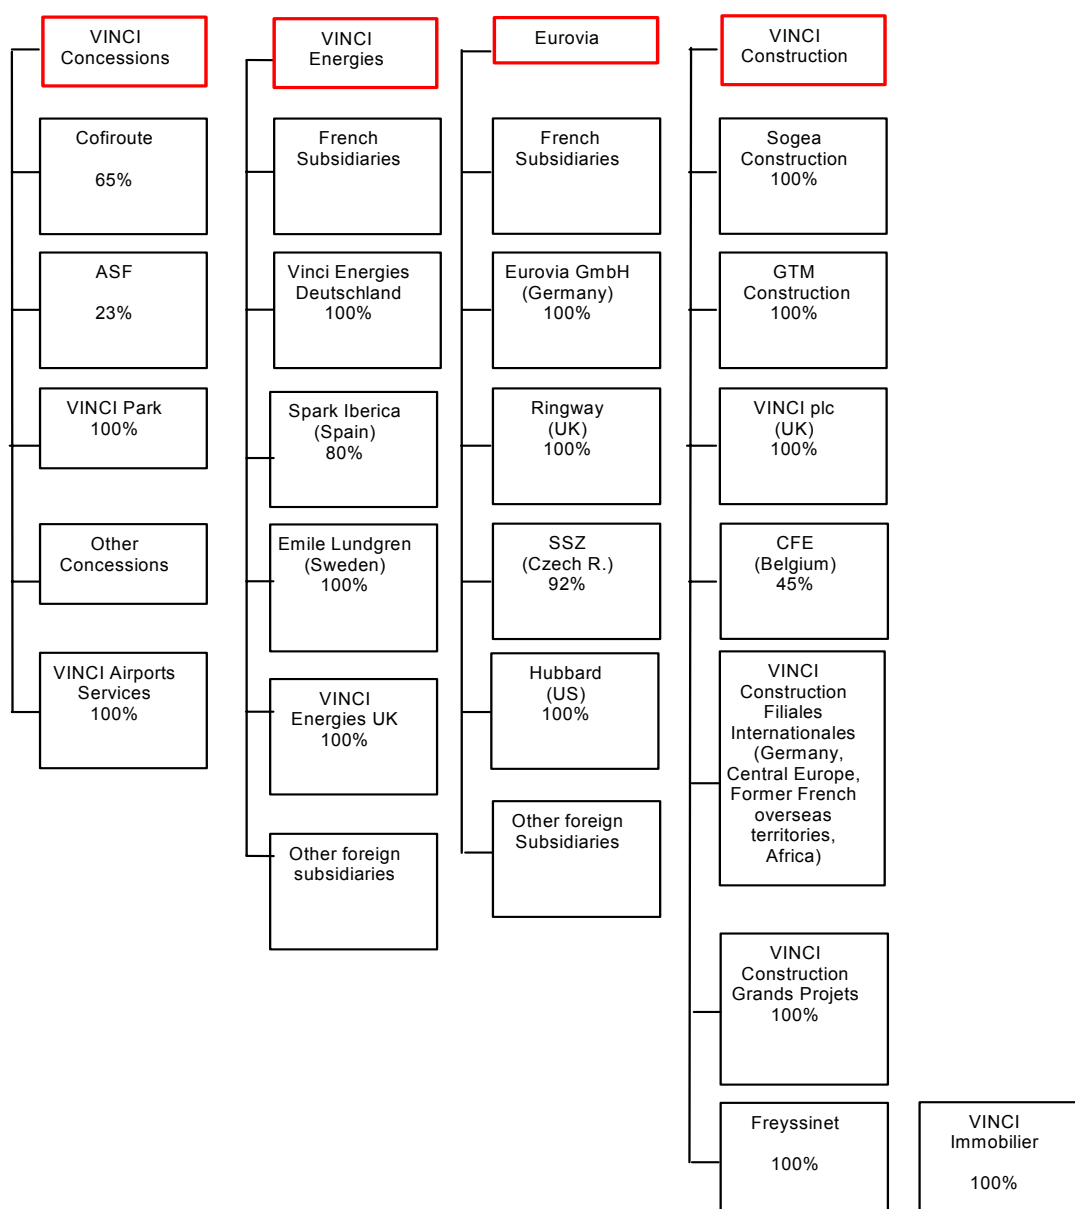 VINCI
Concessions
Cofiroute
65%
ASF
23%
VINCI Park
100%
Other
Concessions
VINCI Airports
Services
100%
VINCI
Energies
French
Subsidiaries
Vinci Energies
Deutschland
100%
Spark Iberica
(Spain)
80%
Emile Lundgren
(Sweden)
100%
VINCI
Energies UK
100%
Other foreign
subsidiaries
Eurovia
French
Subsidiaries
Eurovia GmbH
(Germany)
100%
Ringway
(UK)
100%
SSZ
(Czech R.)
92%
Hubbard
(US)
100%
Other foreign
Subsidiaries
VINCI
Construction
Sogea
Construction
100%
GTM
Construction
100%
VINCI plc
(UK)
100%
CFE
(Belgium)
45%
VINCI
Construction
Filiales
Internationales
(Germany,
Central Europe,
Former French
overseas
territories,
Africa)
VINCI
Construction
Grands Projets
100%
Freyssinet
100%
VINCI
Immobilier
100%